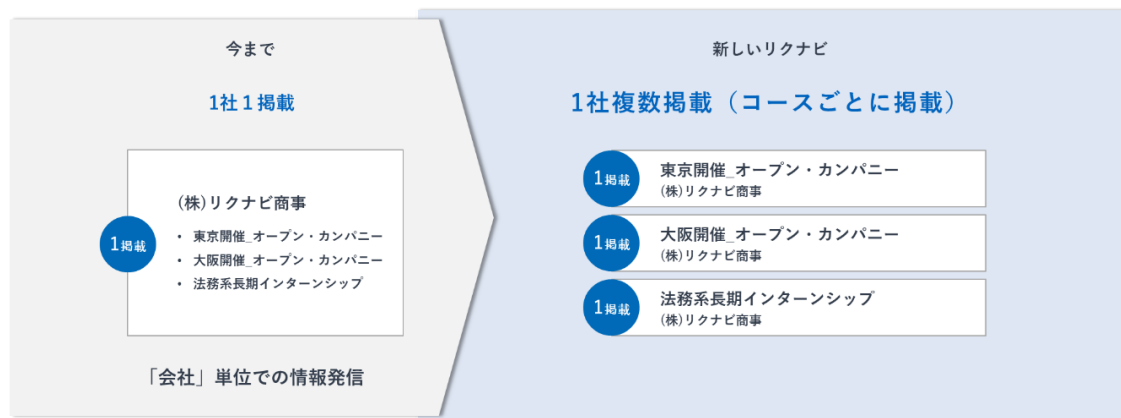 今まで
1社１掲載
1掲載
(株)リクナビ商事
• 東京開催_オープン・カンパニー
• 大阪開催_オープン・カンパニー
• 法務系長期インターンシップ
「会社」単位での情報発信
新しいリクナビ
1社複数掲載（コースごとに掲載）
1掲載
東京開催_オープン・カンパニー
(株)リクナビ商事
1掲載
大阪開催_オープン・カンパニー
(株)リクナビ商事
1掲載
法務系長期インターンシップ
(株)リクナビ商事